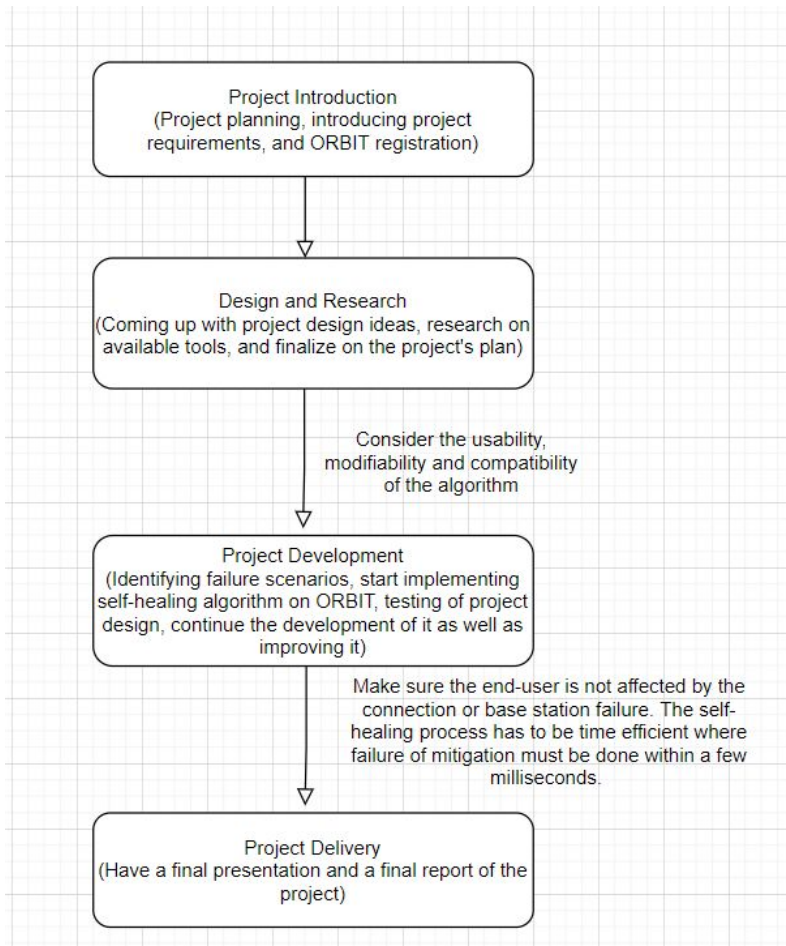 Project Introduction
(Project planning, introducing project
requirements, and ORBIT registration)
Design and Research
(Coming up with project design ideas, research on
available tools, and finalize on the project's plan)
Consider the usability,
modifiability and compatibility
of the algorithm
Project Development
(Identifying failure scenarios, start implementing
self-healing algorithm on ORBIT, testing of project
design, continue the development of it as well as
improving it)
Make sure the end-user is not affected by the
connection or base station failure. The self-
healing process has to be time efficient where
failure of mitigation must be done within a few
milliseconds.
Project Delivery
(Have a final presentation and a final report of the
project)